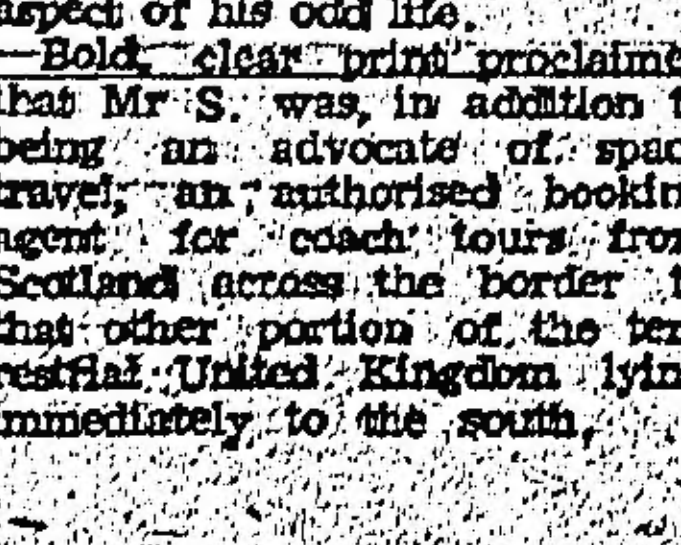 aspect of his odd life.
—Bold, clear print proclaime
that Mr S. was, in addition t
being an advocate of spac
travel, an authorised bookin
agent for coach tours fro
Scotland across the border t
that other portion of the ter
restrial United Kingdom lyin
immediately to the south,